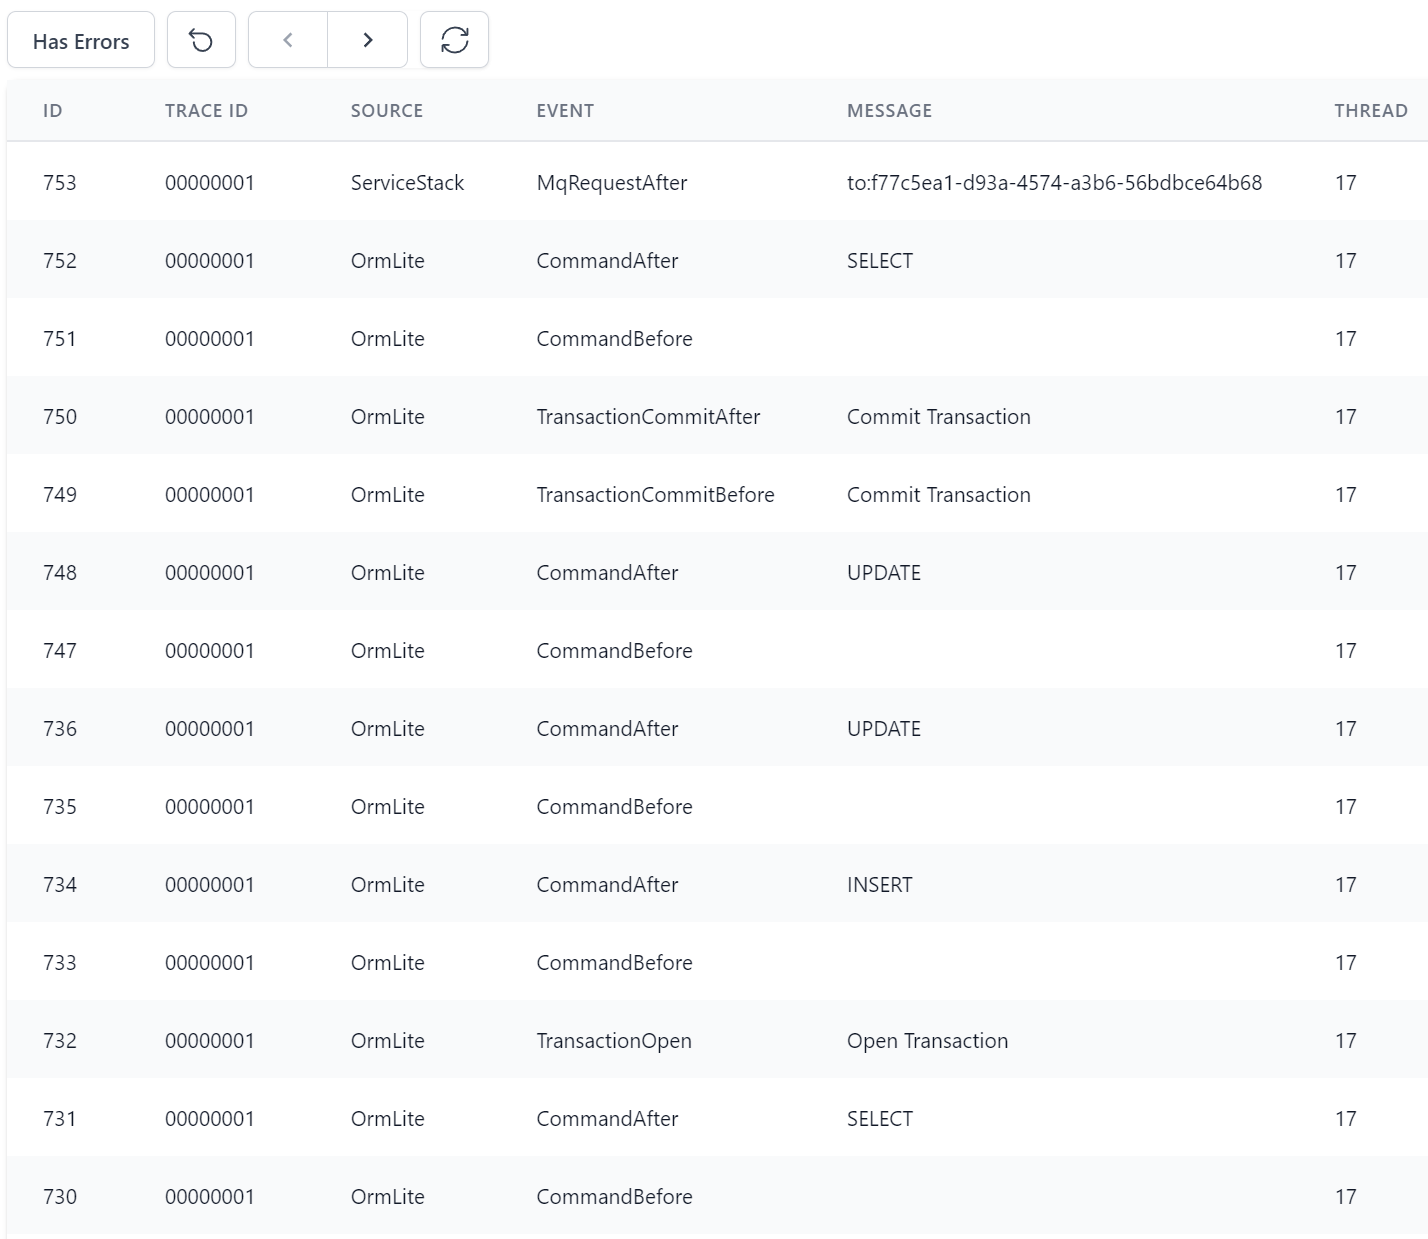 Has Errors
ID TRACE ID SOURCE EVENT MESSAGE THREAD
753 00000001 ServiceStack MqRequestAfter to:f77c5ea1-d93a-4574-a3b6-56bdbce64b68 17
752 00000001 OrmLite CommandAfter SELECT 17
751 00000001 OrmLite CommandBefore 17
750 00000001 OrmLite TransactionCommitAfter Commit Transaction 17
749 00000001 OrmLite TransactionCommitBefore Commit Transaction 17
748 00000001 OrmLite CommandAfter UPDATE 17
747 00000001 OrmLite CommandBefore 17
736 00000001 OrmLite CommandAfter UPDATE 17
735 00000001 OrmLite CommandBefore 17
734 00000001 OrmLite CommandAfter INSERT 17
733 00000001 OrmLite CommandBefore 17
732 00000001 OrmLite TransactionOpen Open Transaction 17
731 00000001 OrmLite CommandAfter SELECT 17
730 00000001 OrmLite CommandBefore 17